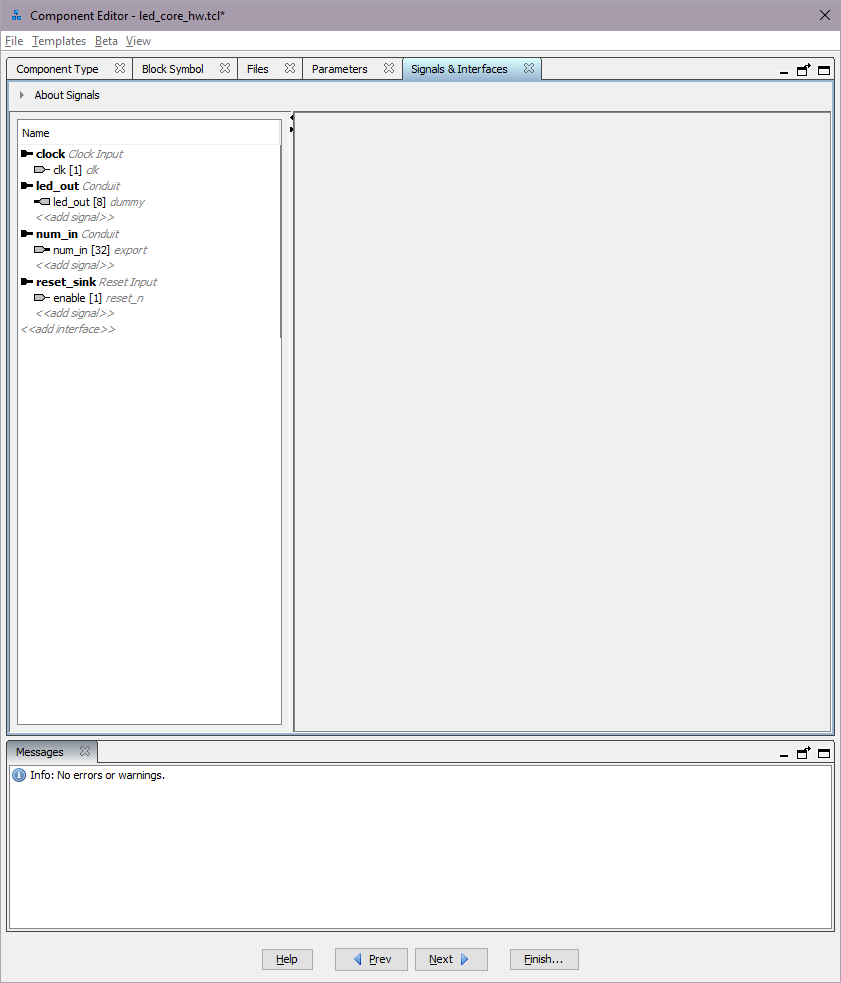 Component Editor - led_core_hw.tcl*
File Templates Beta View
Component Type Block Symbol Files Parameters Signals & Interfaces
About Signals
Name
clock Clock Input
clk [1] clk
led_out Conduit
led_out [8] dummy
<<add signal>>
num_in Conduit
num_in [32] export
<<add signal>>
reset_sink Reset Input
enable [1] reset_n
<<add signal>>
<<add interface>>
Messages
Info: No errors or warnings.
Help Prev Next Finish...